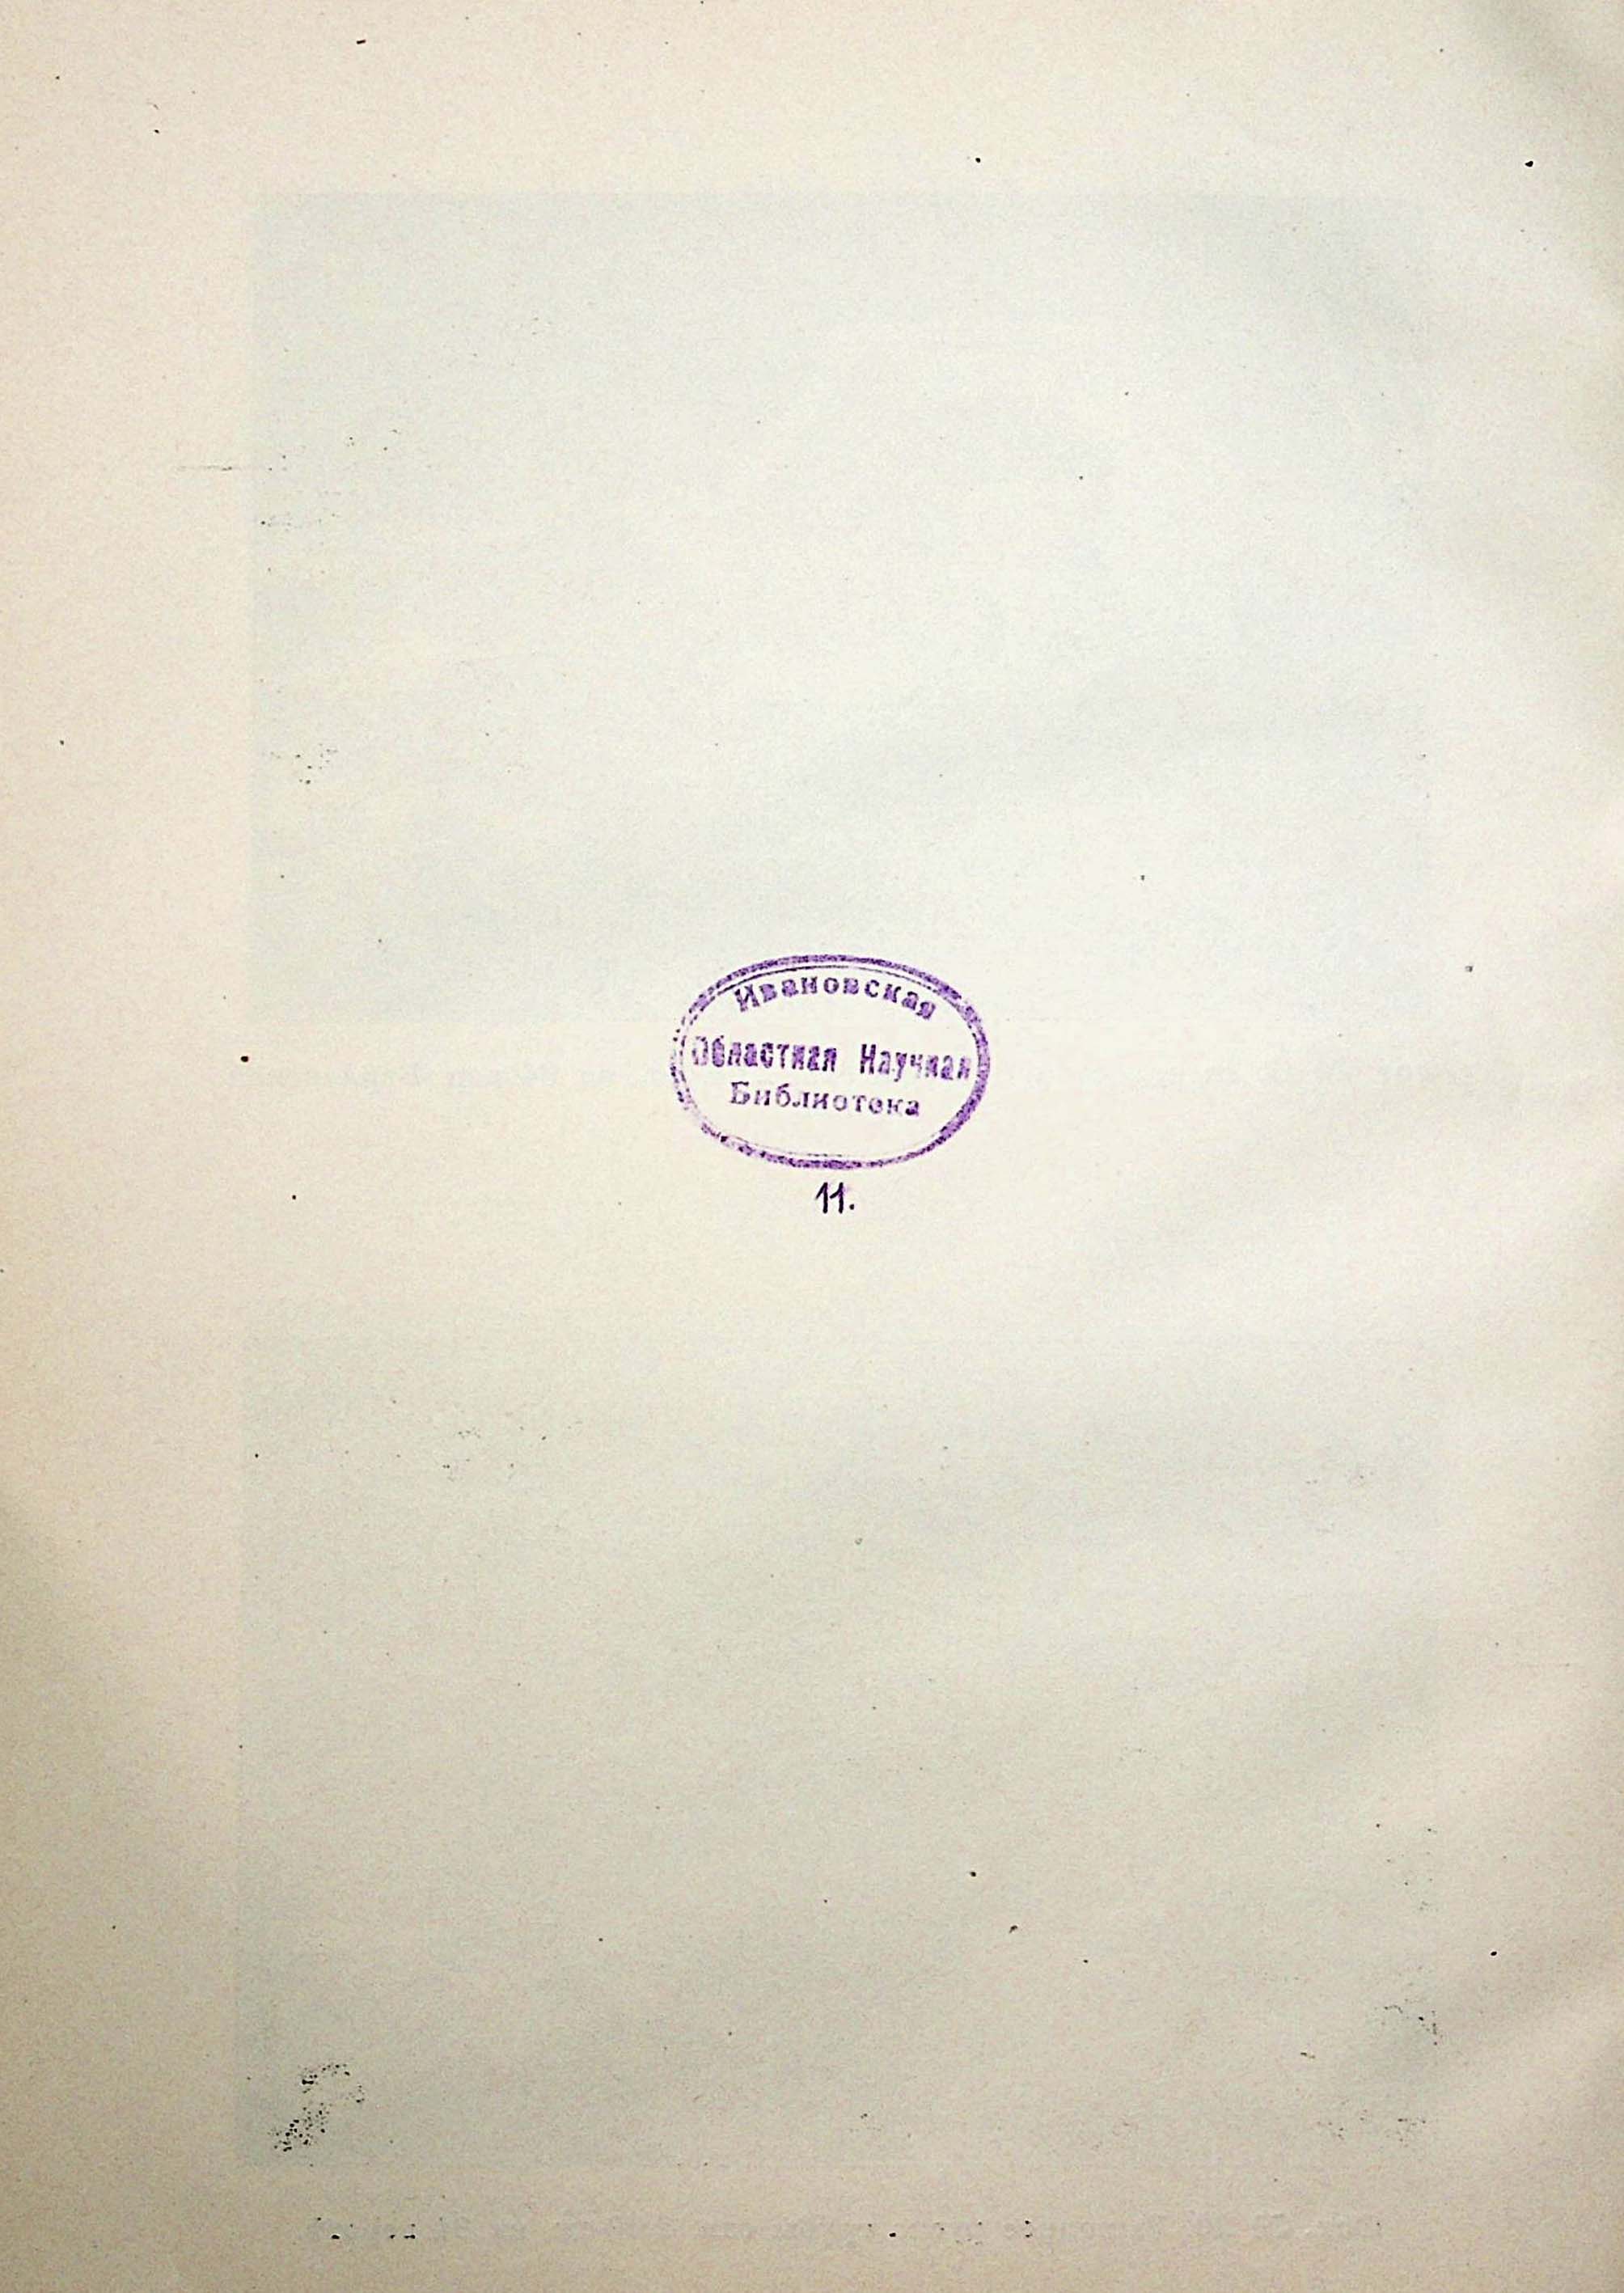 Ивановская
Областная Научная
Библиотека
11.